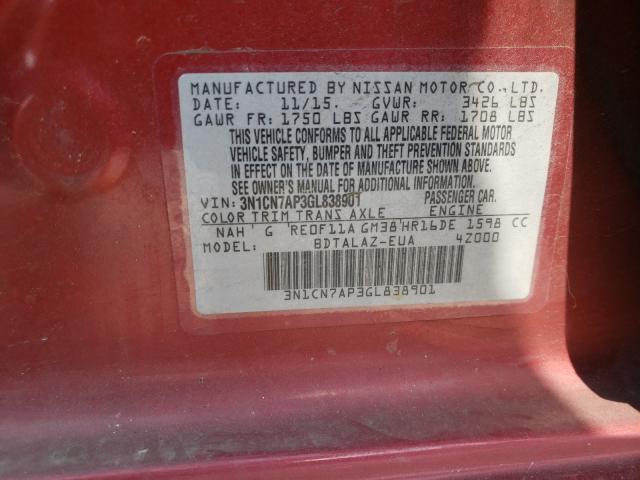 MANUFACTURED BY NISSAN MOTOR CO., LTD.
DATE: 11/15. GVWR: 3426 LBS
GAWR FR: 1750 LBS GAWR RR: 1708 LBS
THIS VEHICLE CONFORMS TO ALL APPLICABLE FEDERAL MOTOR
VEHICLE SAFETY, BUMPER AND THEFT PREVENTION STANDARDS
IN EFFECT ON THE DATE OF MANUFACTURE SHOWN ABOVE.
SEE OWNER'S MANUAL FOR ADDITIONAL INFORMATION.
VIN: 3N1CN7AP3GL838901 PASSENGER CAR.
COLOR TRIM TRANS AXLE ENGINE
NAH G RE0F11A GM38 HR16DE 1598 CC
MODEL: BDTALAZ-EUA 4Z000
3N1CN7AP3GL838901